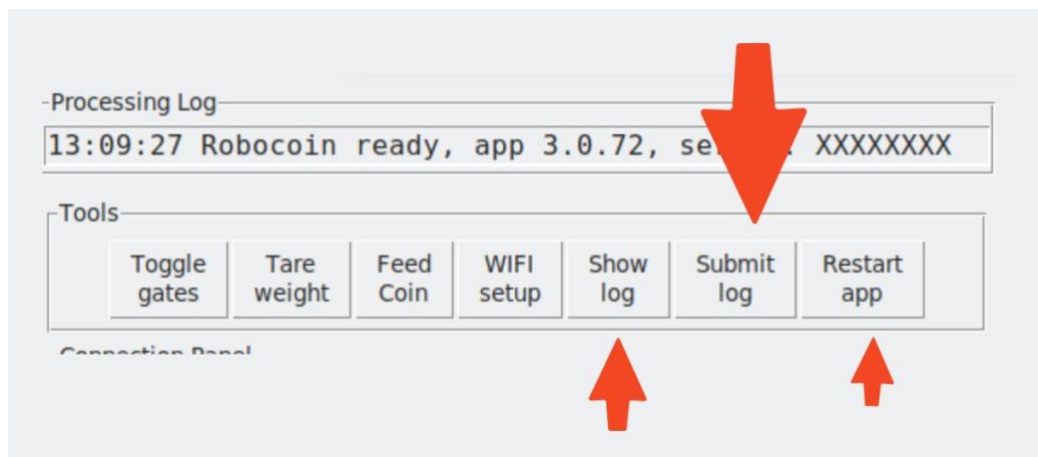 Processing Log
13:09:27 Robocoin ready, app 3.0.72, XXXXXXXX
Tools
Toggle gates
Tare weight
Feed Coin
WIFI setup
Show log
Submit log
Restart app